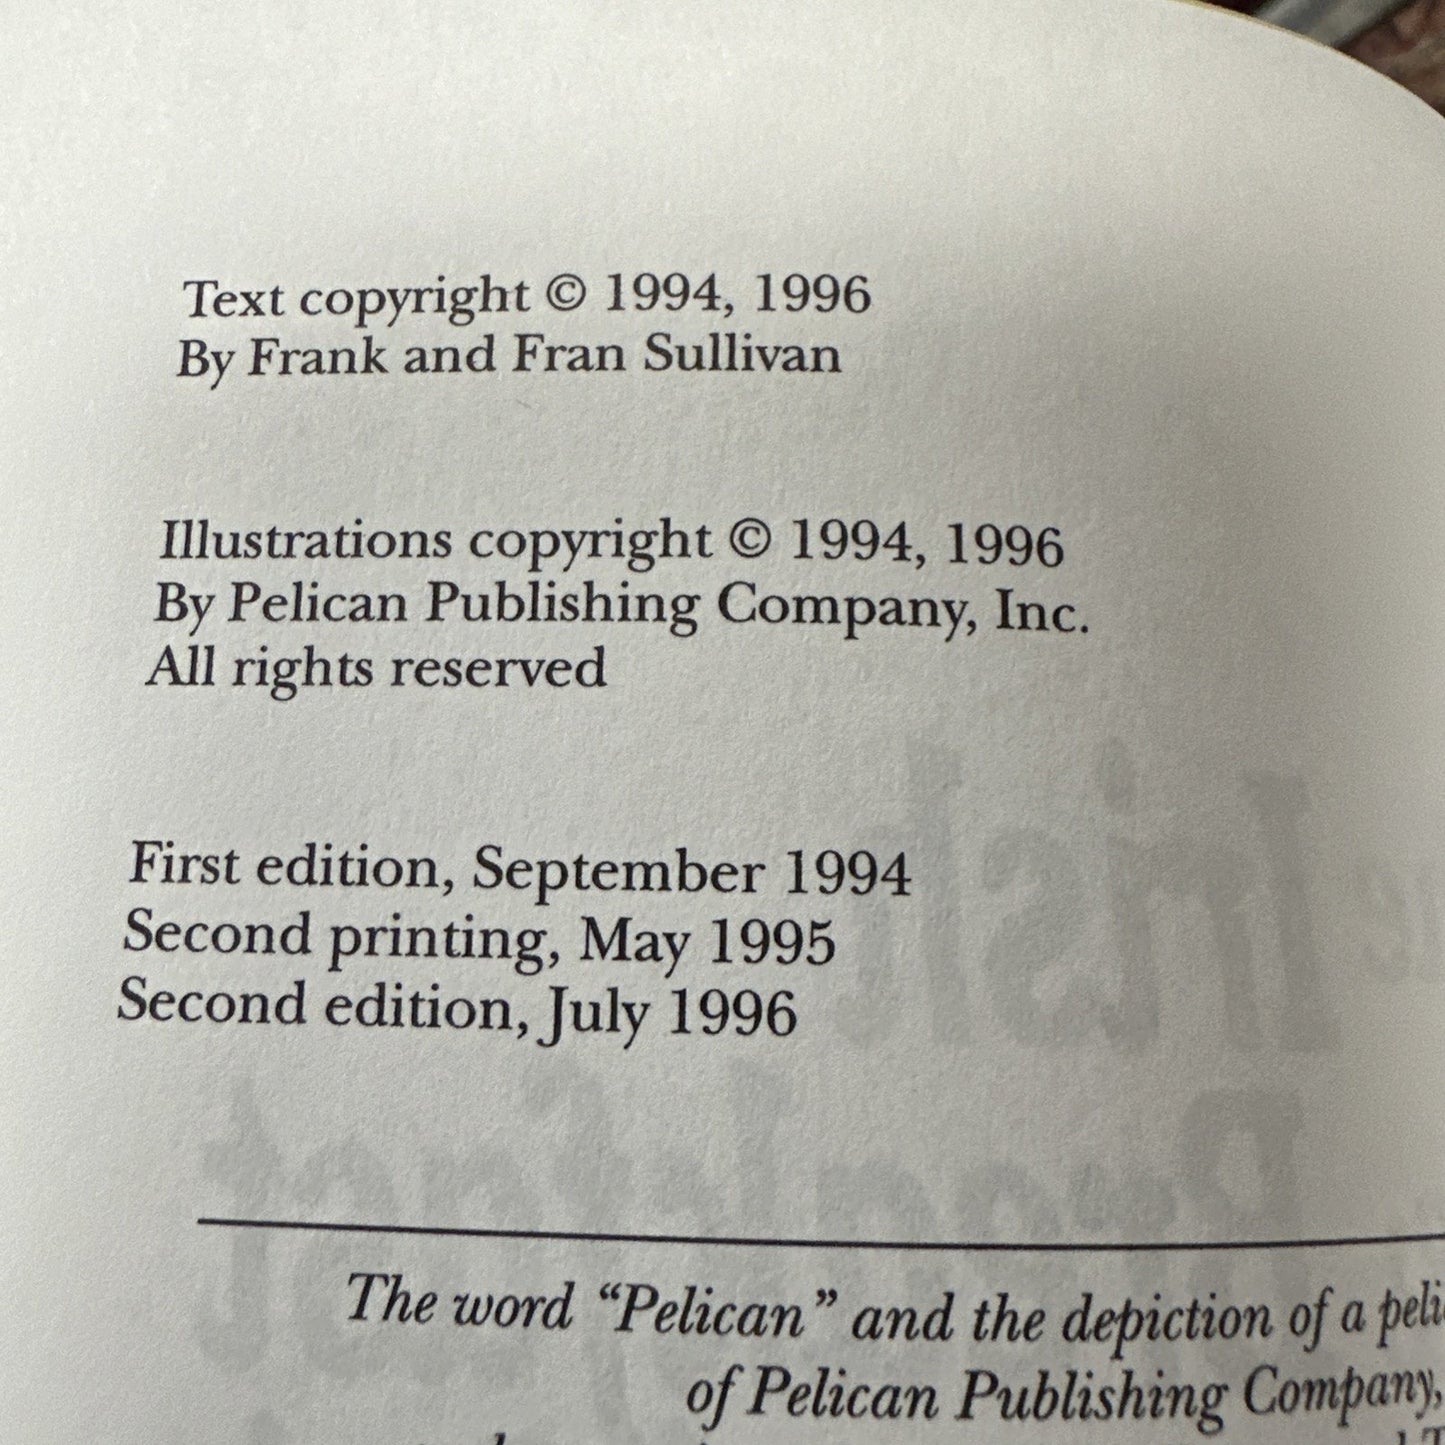 Text copyright © 1994, 1996
By Frank and Fran Sullivan
Illustrations copyright © 1994, 1996
By Pelican Publishing Company, Inc.
All rights reserved
First edition, September 1994
Second printing, May 1995
Second edition, July 1996
The word “Pelican” and the depiction of a
of Pelican Publishing Company,